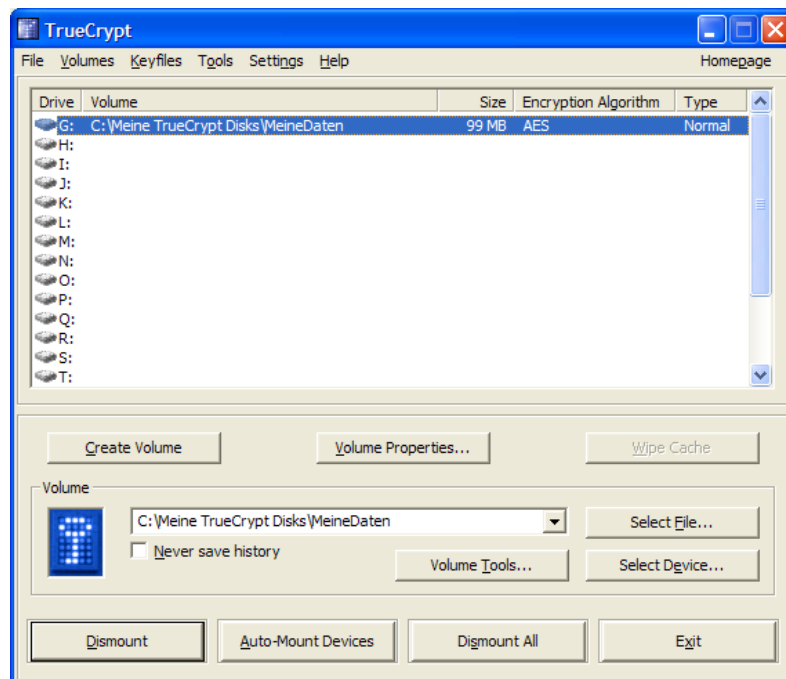 TrueCrypt
File Volumes Keyfiles Tools Settings Help Homepage
Drive Volume Size Encryption Algorithm Type
G: C:\Meine TrueCrypt Disks\MeineDaten 99 MB AES Normal
H:
I:
J:
K:
L:
M:
N:
O:
P:
Q:
R:
S:
T:
Create Volume Volume Properties... Wipe Cache
Volume
C:\Meine TrueCrypt Disks\MeineDaten Select File...
Never save history
Volume Tools... Select Device...
Dismount Auto-Mount Devices Dismount All Exit